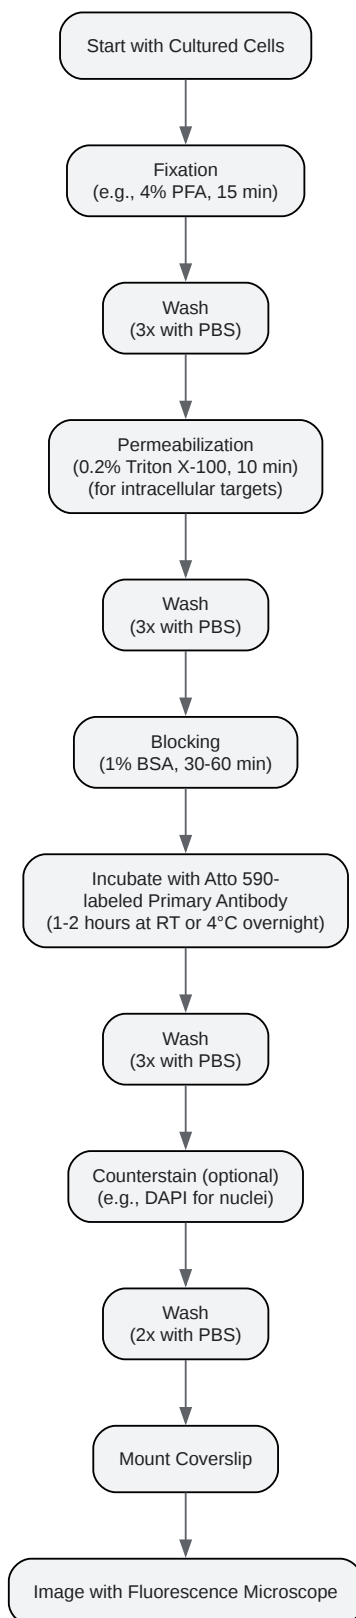 Start with Cultured Cells
Fixation
(e.g., 4% PFA, 15 min)
Wash
(3x with PBS)
Permeabilization
(0.2% Triton X-100, 10 min)
(for intracellular targets)
Wash
(3x with PBS)
Blocking
(1% BSA, 30-60 min)
Incubate with Atto 590-
labeled Primary Antibody
(1-2 hours at RT or 4°C overnight)
Wash
(3x with PBS)
Counterstain (optional)
(e.g., DAPI for nuclei)
Wash
(2x with PBS)
Mount Coverslip
Image with Fluorescence Microscope